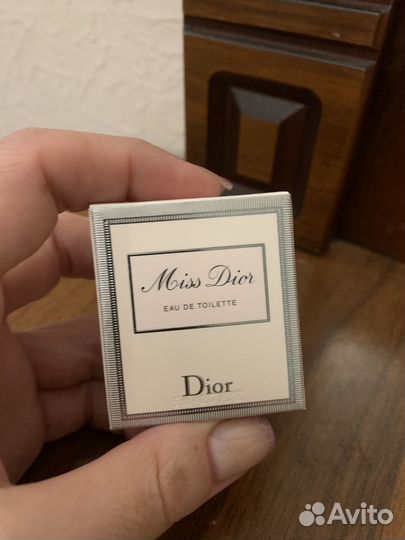 Miss Dior
EAU DE TOILETTE
Dior
Avito